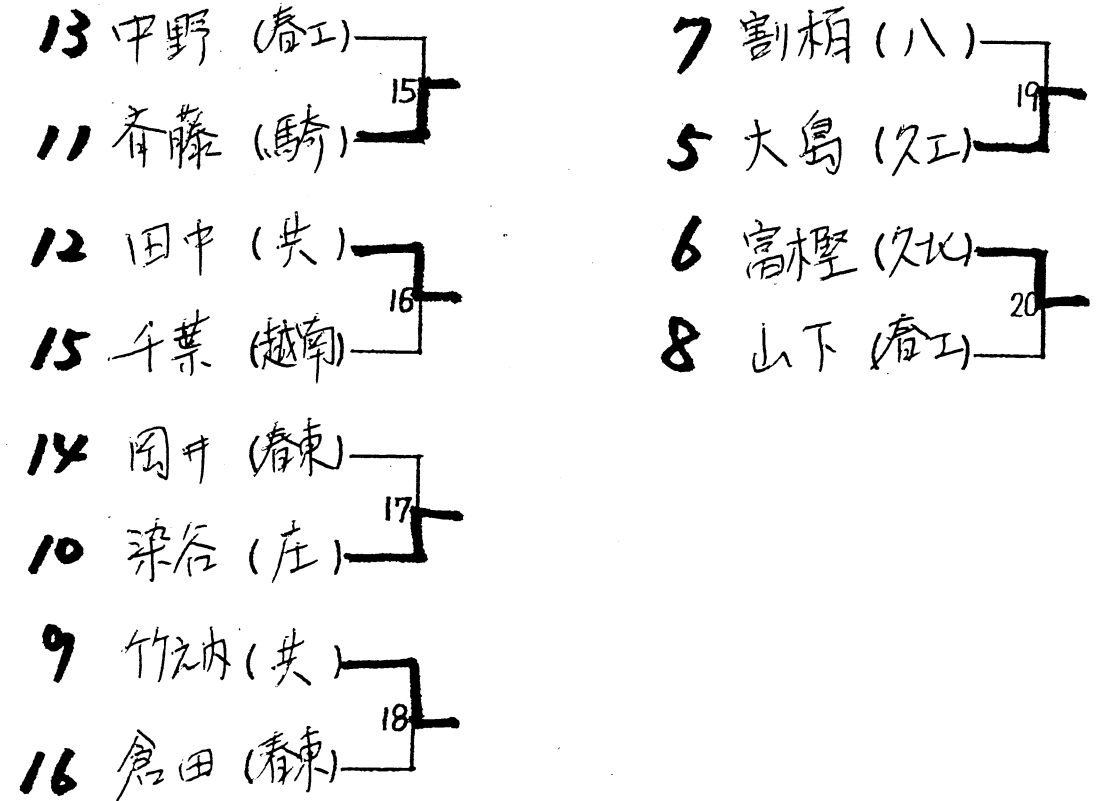 13 中野 (春工)
15
11 斉藤 (騎)
12 田中 (共)
16
15 千葉 (越南)
14 岡井 (春東)
17
10 染谷 (庄)
9 竹之内 (共)
18
16 倉田 (春東)
7 割栢 (八)
19
5 大島 (久工)
6 富樫 (久北)
20
8 山下 (春工)